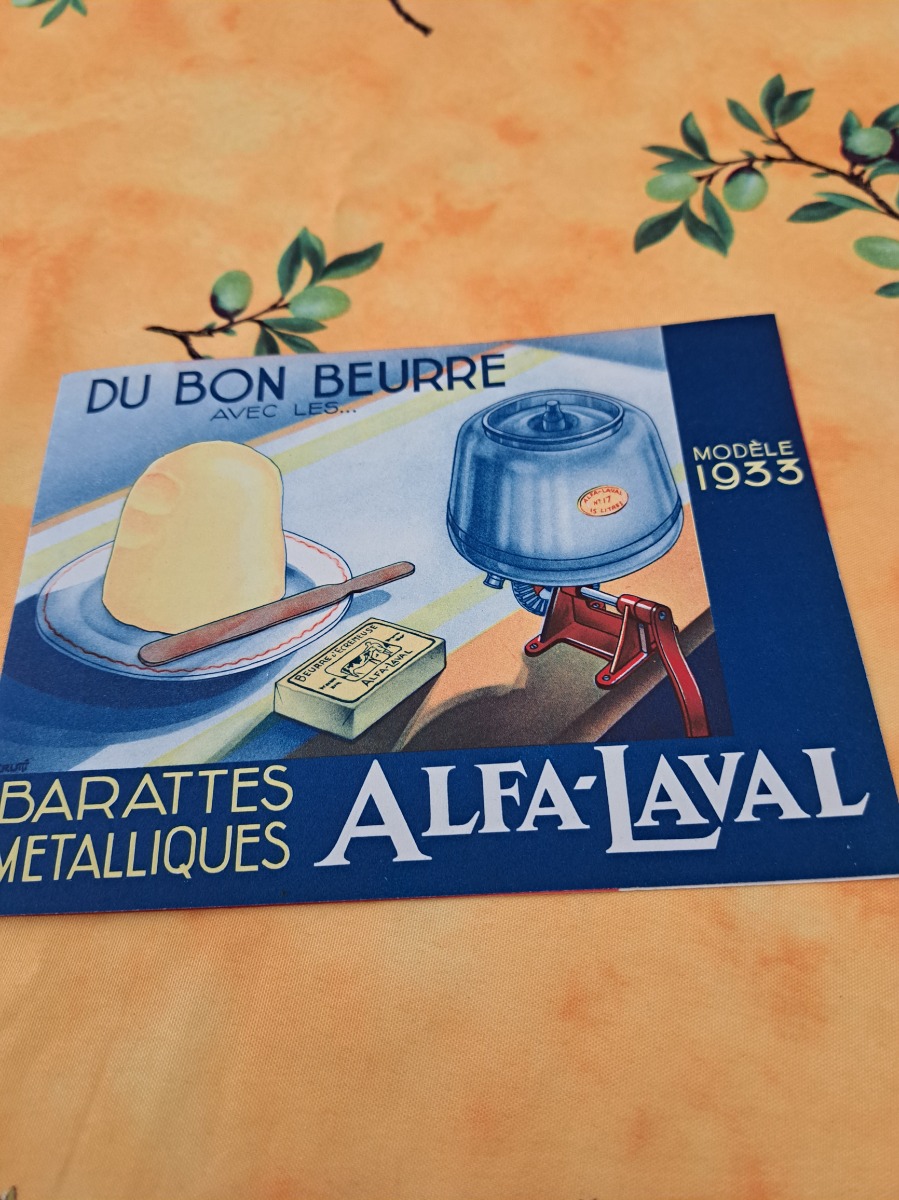 DU BON BEURRE
AVEC LES...
MODÈLE
1933
ALFA-LAVAL
N° 17
15 LITRES
BEURRE D'ECREMEUSE
ALFA-LAVAL
BARATTES
METALLIQUES
ALFA-LAVAL